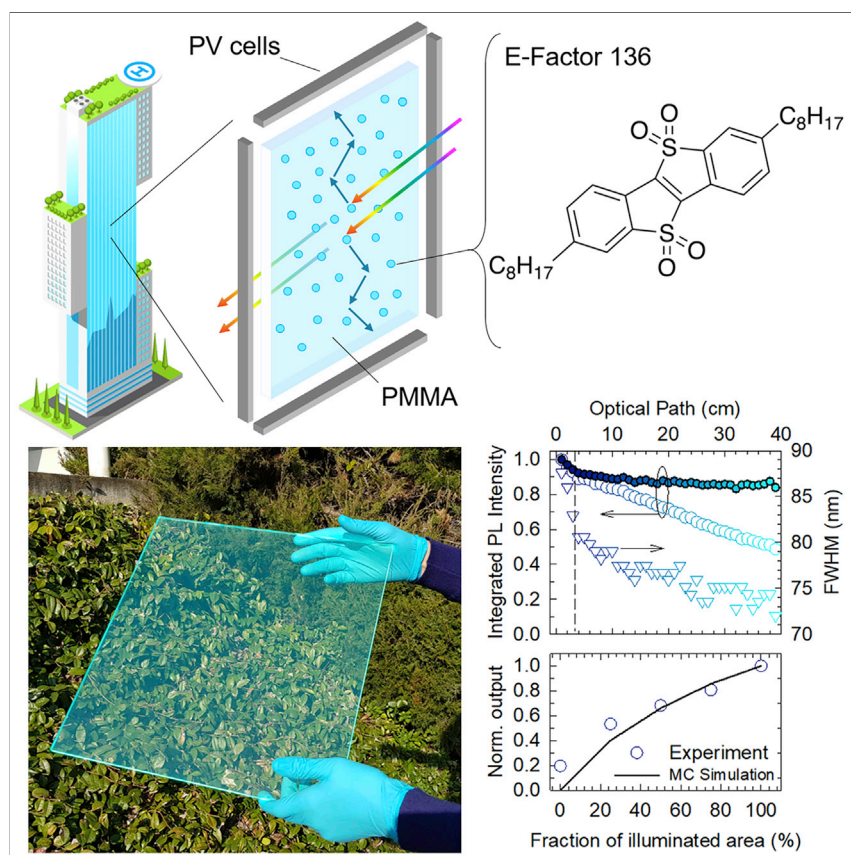 H
PV cells
E-Factor 136
C8H17
O
O
S
S
O
O
C8H17
PMMA
Optical Path (cm)
0 10 20 30 40
Integrated PL Intensity
1.0
0.8
0.6
0.4
0.2
0.0
90
85
80
75
70
FWHM (nm)
Norm. output
1.0
0.8
0.6
0.4
0.2
0.0
Experiment
MC Simulation
0 20 40 60 80 100
Fraction of illuminated area (%)